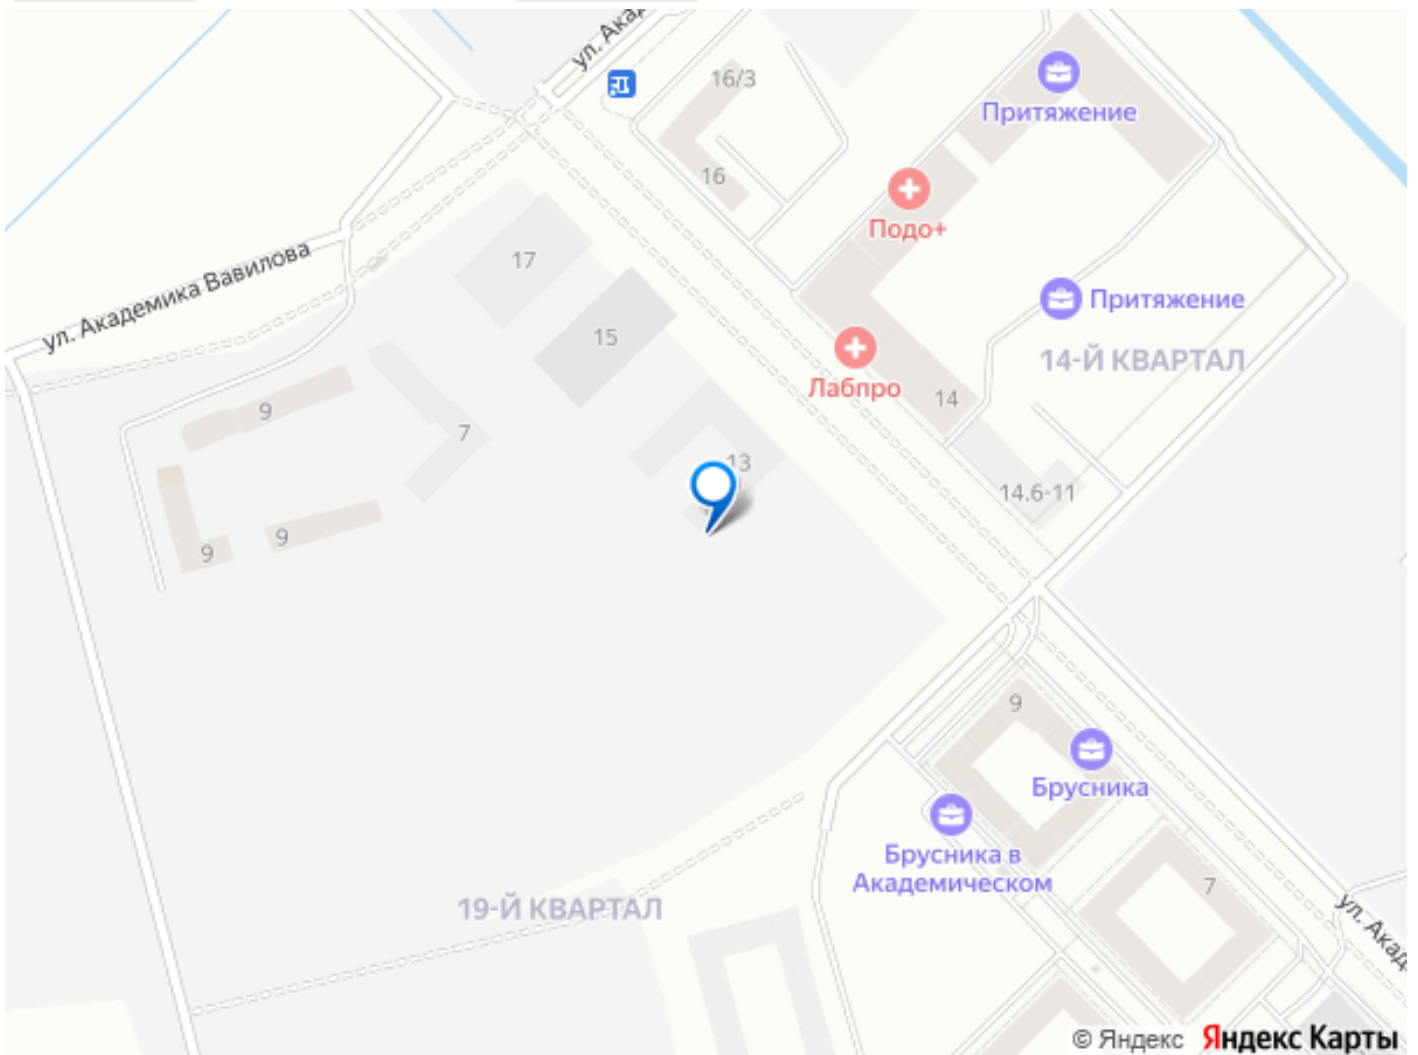 ул. Акад
16/3
Притяжение
16
Подо+
ул. Академика Вавилова
17
Притяжение
15
14-Й КВАРТАЛ
Лабпро
14
9
7
13
14.6-11
9
9
9
Брусника
Брусника в
Академическом
7
19-Й КВАРТАЛ
ул. Акад
© Яндекс Яндекс Карты